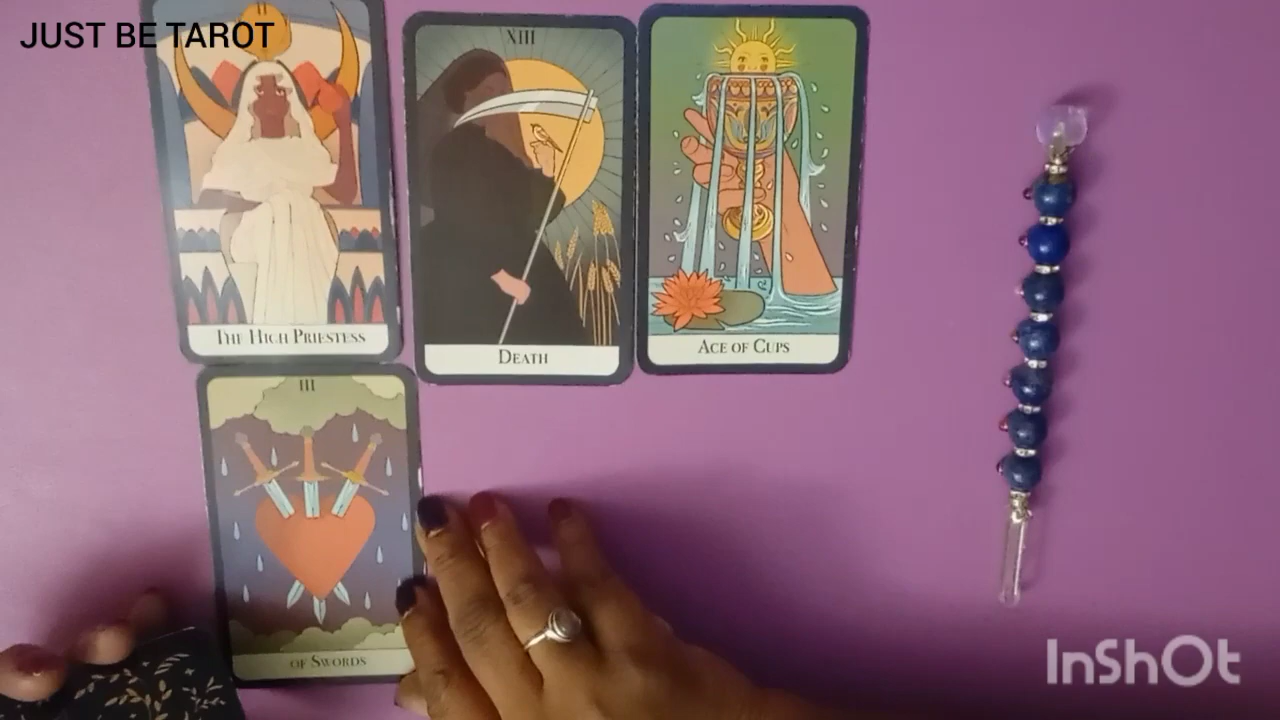 JUST BE TAROT
II
THE HIGH PRIESTESS
XIII
DEATH
ACE OF CUPS
III
OF SWORDS
InShOt